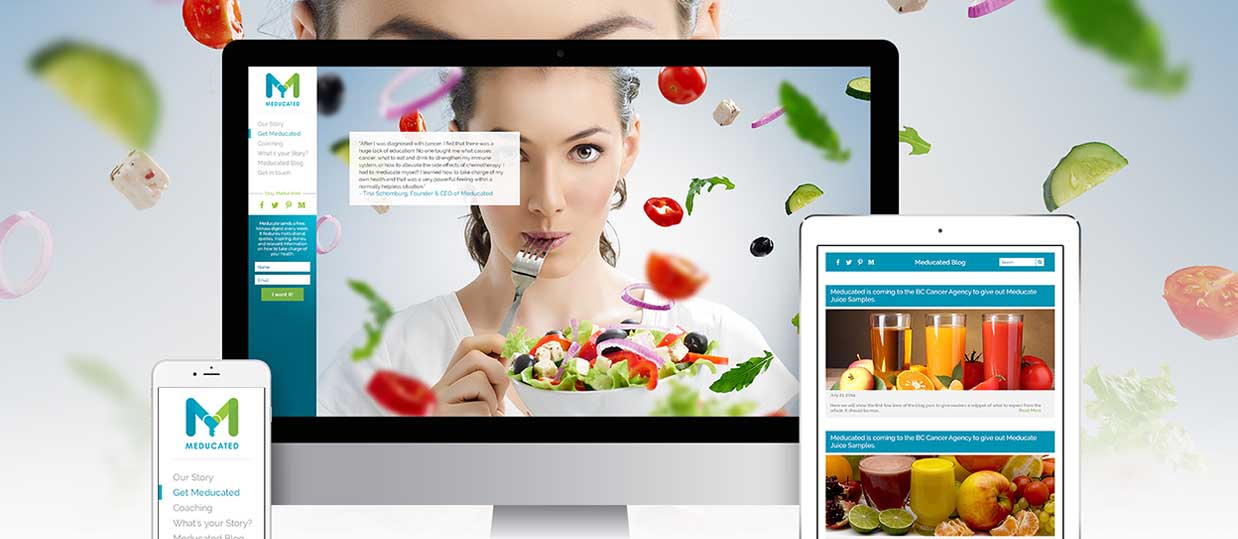 MEDUCATED
Our Story
Get Meducated
Coaching
What's your Story?
Meducated Blog
Get in touch
Stay Meducated
Meducate sends a free
digest every week.
It features motivational
quotes, inspiring stories,
and relevant information
on how to take charge of
your health.
Name
Email
I want it!
"After I was diagnosed with cancer, I felt that there was a
huge lack of education! No one taught me what causes
cancer, what to eat and drink to strengthen my immune
system, or how to alleviate the side effects of chemotherapy. I
had to meducate myself! I learned how to take charge of my
own health and that was a very powerful feeling within a
normally helpless situation."
- Tina Schomburg, Founder & CEO of Meducated
MEDUCATED
Our Story
Get Meducated
Coaching
What's your Story?
Meducated Blog
Meducated Blog
Search
Meducated is coming to the BC Cancer Agency to give out Meducate
Juice Samples.
July 21, 2014
Here we will show the first few lines of the blog post to give readers a snippet of what to expect from the
whole. It should be max.
Read More
Meducated is coming to the BC Cancer Agency to give out Meducate
Juice Samples.